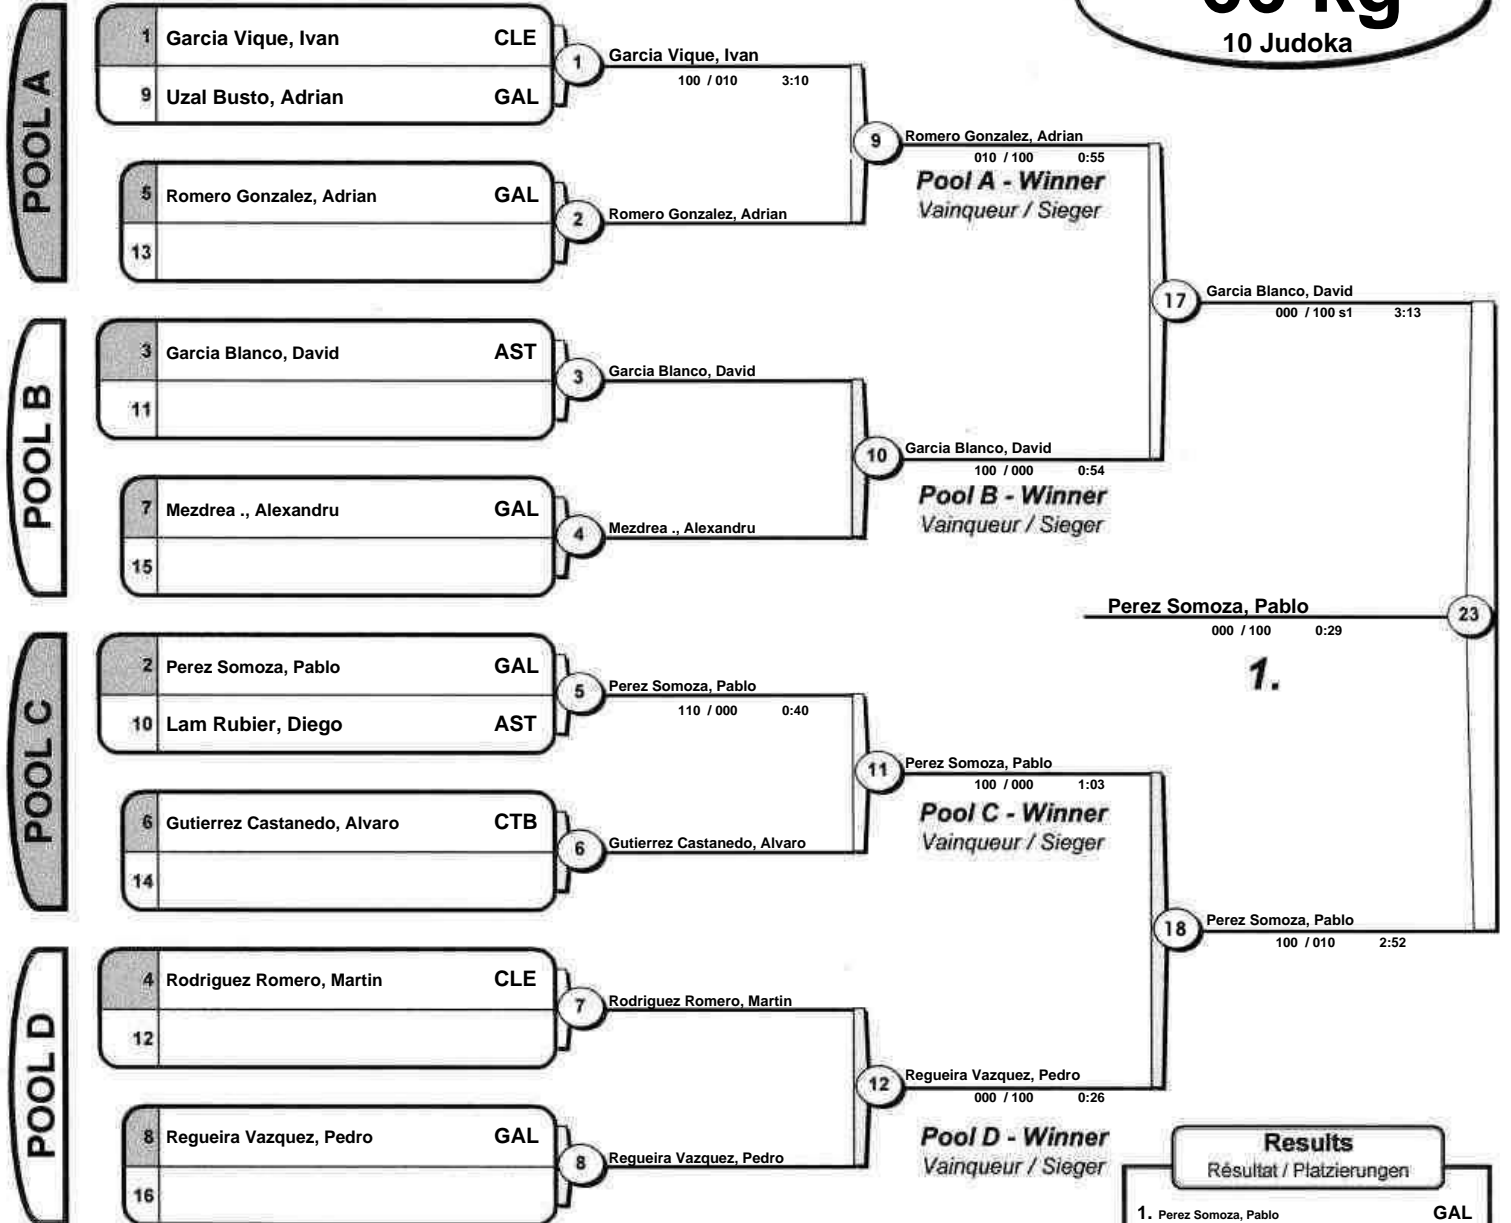 10 Judoka
POOL A
1 Garcia Vique, Ivan CLE
9 Uzal Busto, Adrian GAL
5 Romero Gonzalez, Adrian GAL
13
1 Garcia Vique, Ivan
100 / 010 3:10
2 Romero Gonzalez, Adrian
9 Romero Gonzalez, Adrian
010 / 100 0:55
Pool A - Winner
Vainqueur / Sieger
POOL B
3 Garcia Blanco, David AST
11
7 Mezdrea ., Alexandru GAL
15
3 Garcia Blanco, David
4 Mezdrea ., Alexandru
10 Garcia Blanco, David
100 / 000 0:54
Pool B - Winner
Vainqueur / Sieger
17 Garcia Blanco, David
000 / 100 s1 3:13
POOL C
2 Perez Somoza, Pablo GAL
10 Lam Rubier, Diego AST
6 Gutierrez Castanedo, Alvaro CTB
14
5 Perez Somoza, Pablo
110 / 000 0:40
6 Gutierrez Castanedo, Alvaro
11 Perez Somoza, Pablo
100 / 000 1:03
Pool C - Winner
Vainqueur / Sieger
POOL D
4 Rodriguez Romero, Martin CLE
12
8 Regueira Vazquez, Pedro GAL
16
7 Rodriguez Romero, Martin
8 Regueira Vazquez, Pedro
12 Regueira Vazquez, Pedro
000 / 100 0:26
Pool D - Winner
Vainqueur / Sieger
18 Perez Somoza, Pablo
100 / 010 2:52
Perez Somoza, Pablo 23
000 / 100 0:29
1.
Results
Résultat / Platzierungen
1. Perez Somoza, Pablo GAL